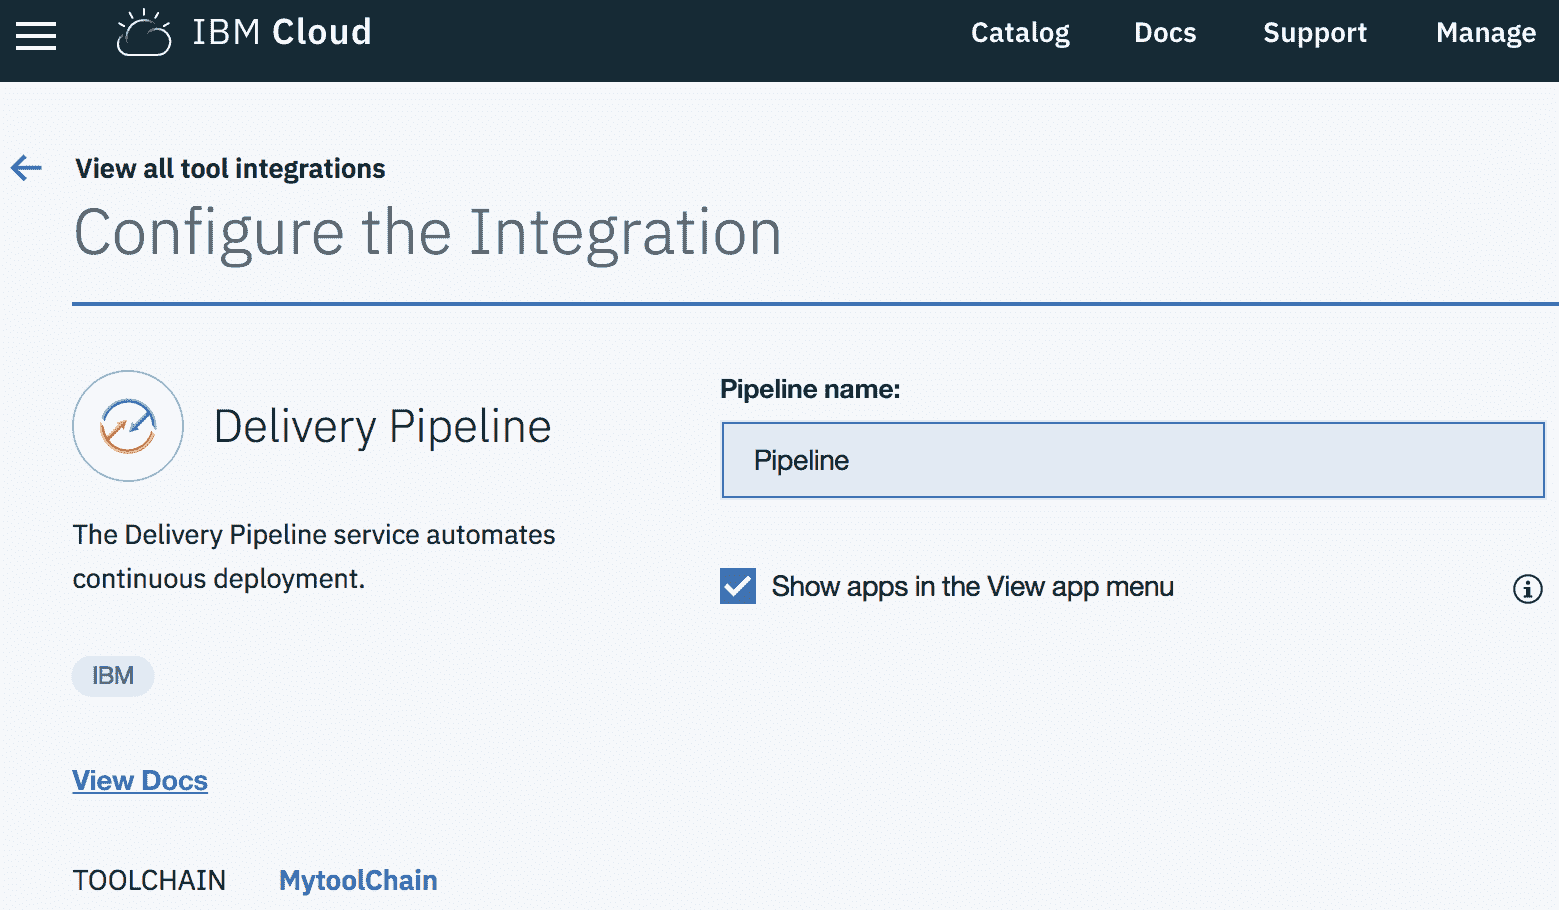 IBM Cloud
Catalog Docs Support Manage
View all tool integrations
Configure the Integration
Delivery Pipeline
The Delivery Pipeline service automates
continuous deployment.
IBM
View Docs
TOOLCHAIN MytoolChain
Pipeline name:
Pipeline
Show apps in the View app menu